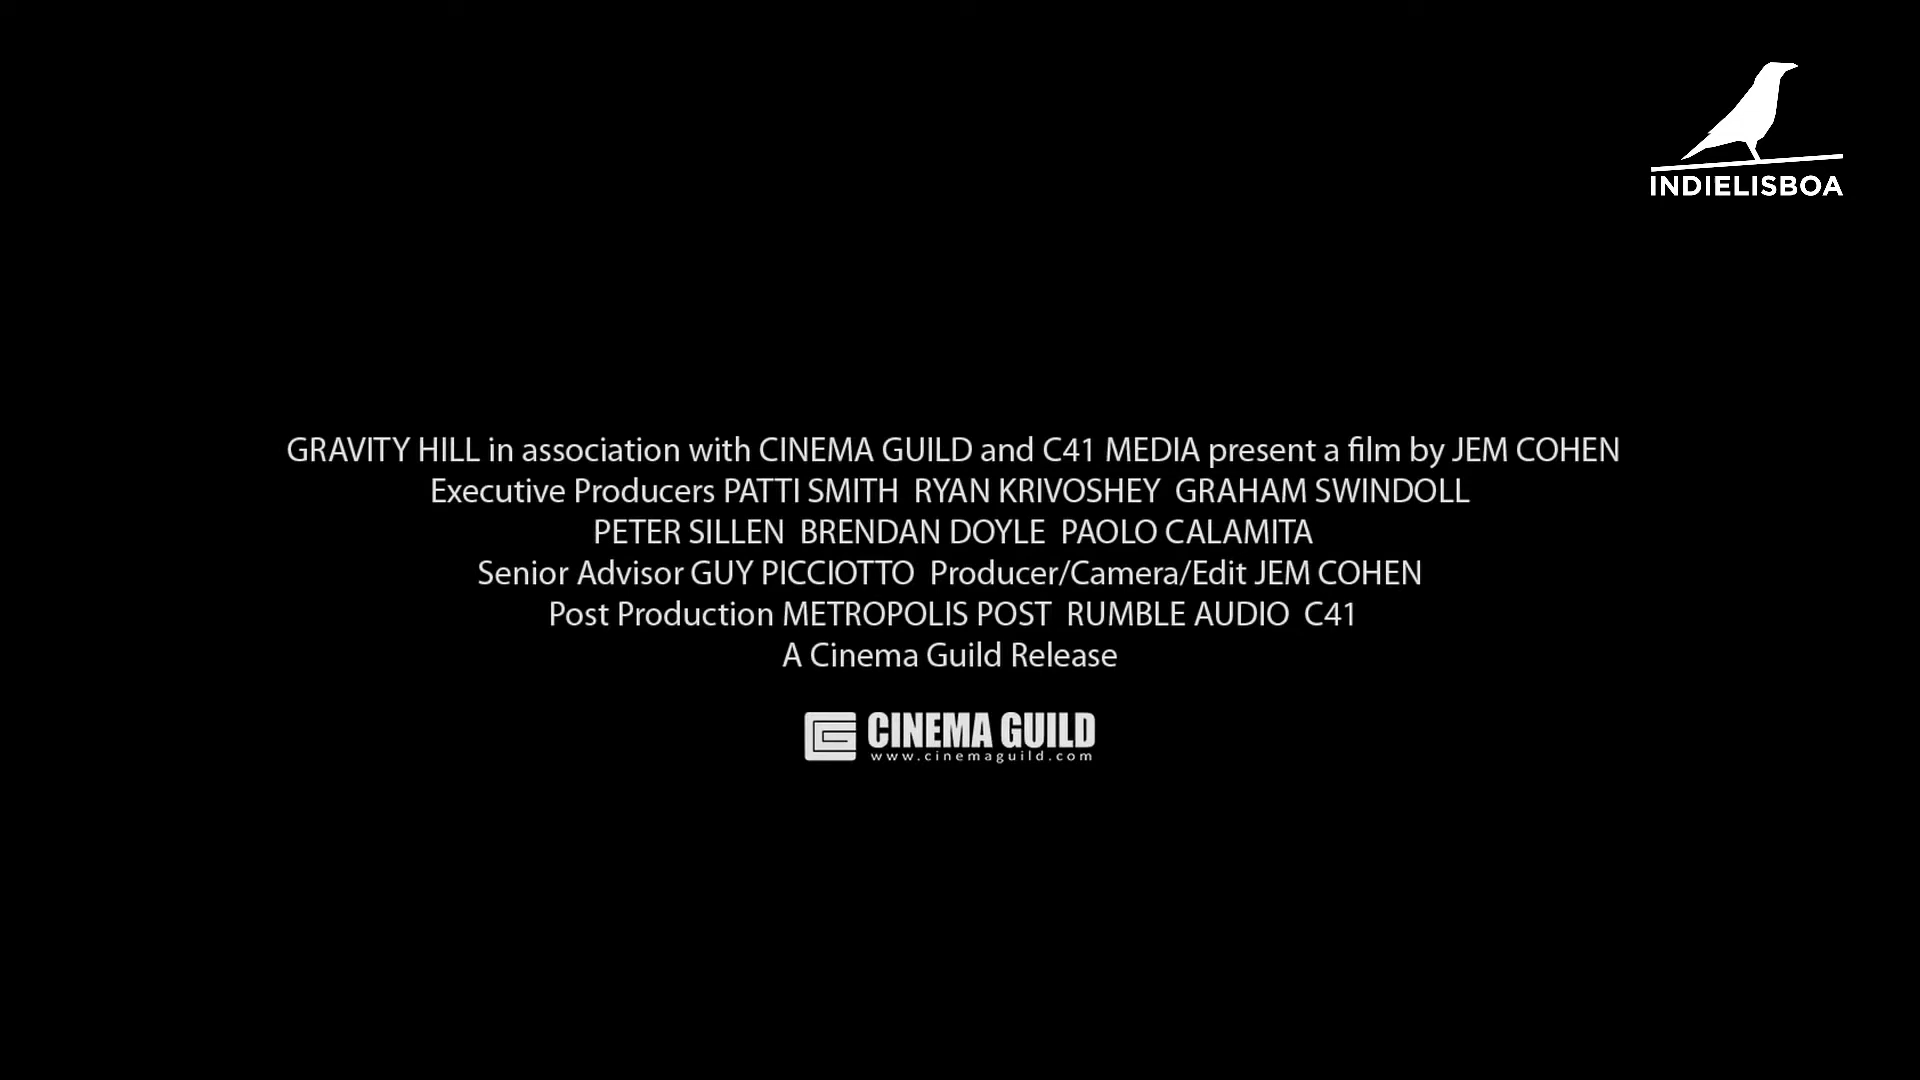 INDIELISBOA
GRAVITY HILL in association with CINEMA GUILD and C41 MEDIA present a film by JEM COHEN
Executive Producers PATTI SMITH  RYAN KRIVOSHEY  GRAHAM SWINDOLL
PETER SILLEN  BRENDAN DOYLE  PAOLO CALAMITA
Senior Advisor GUY PICCIOTTO  Producer/Camera/Edit JEM COHEN
Post Production METROPOLIS POST  RUMBLE AUDIO  C41
A Cinema Guild Release
CINEMA GUILD
www.cinemaguild.com